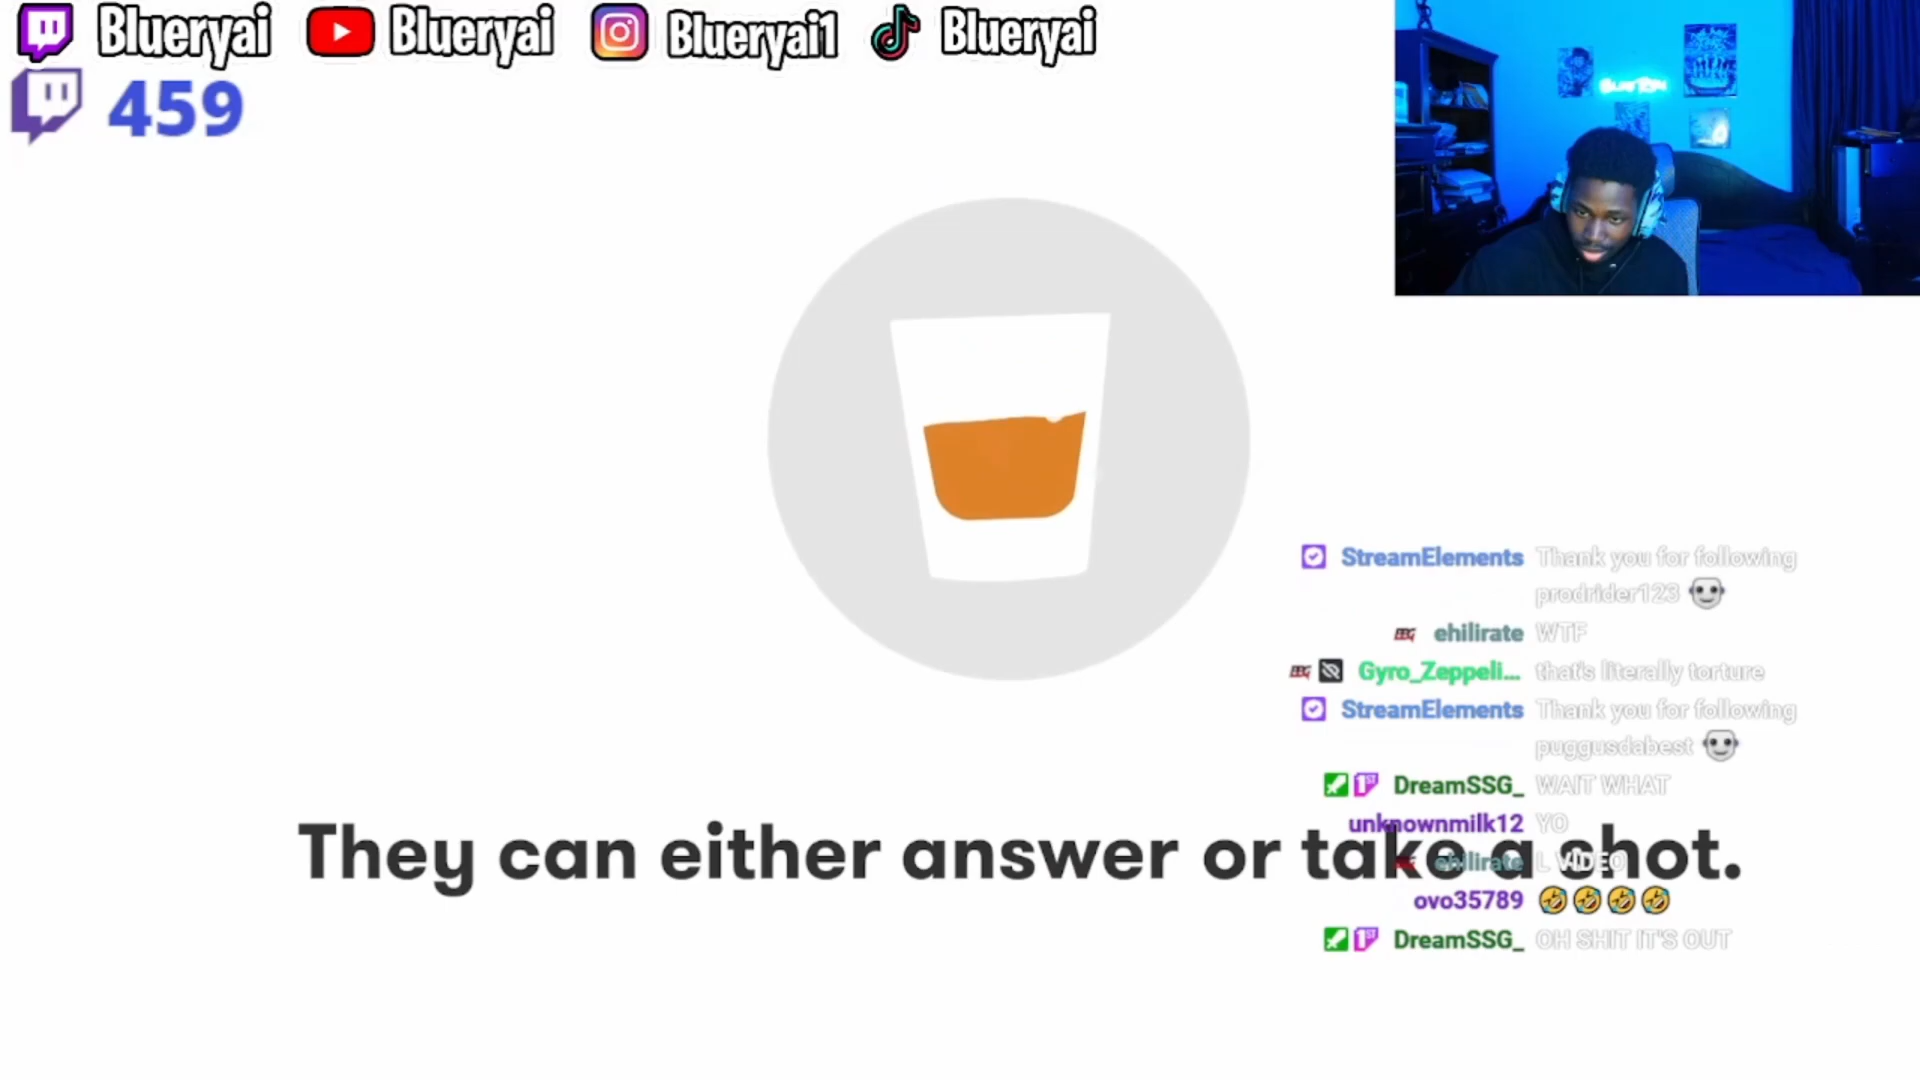 Blueryai Blueryai Blueryai1 Blueryai
459
StreamElements Thank you for following
prodrider123
ehilirate WTF
Gyro_Zeppeli... that's literally torture
StreamElements Thank you for following
puggusdabest
DreamSSG_ WAIT WHAT
unknownmilk12 YO
They can either answer or take a shot.
ehilirate L VIDEO
ovo35789
DreamSSG_ OH SHIT IT'S OUT